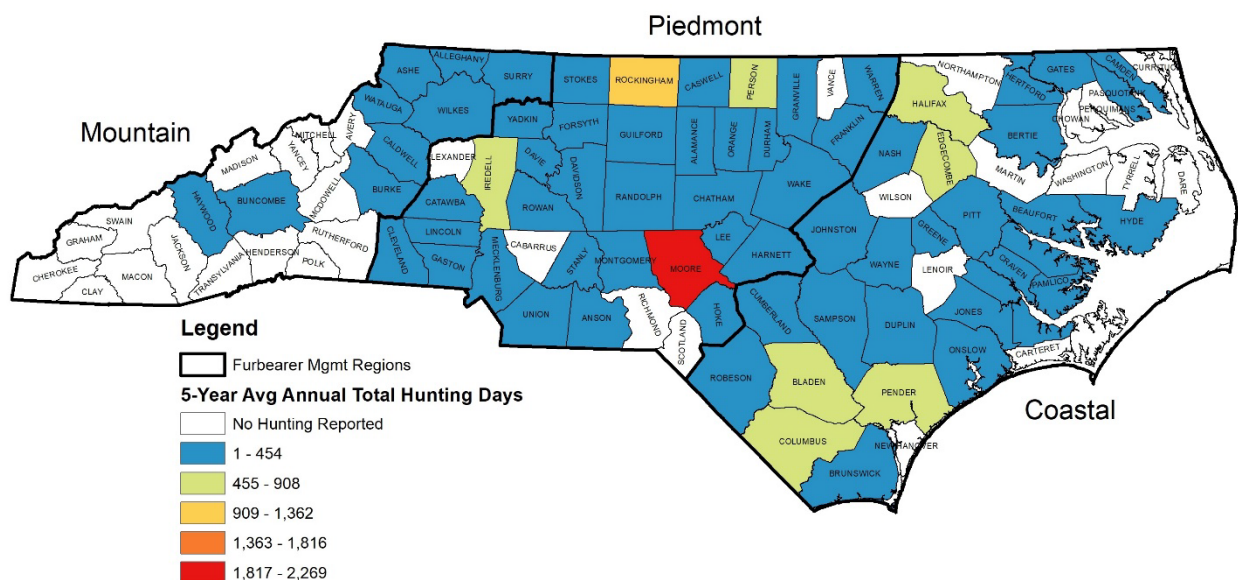 Piedmont
Mountain
Coastal
ASHE
ALLEGHANY
SURRY
STOKES
ROCKINGHAM
CASWELL
PERSON
GRANVILLE
VANCE
WARREN
NORTHAMPTON
HERTFORD
GATES
CAMDEN
CURRITUCK
PASQUOTANK
PERQUIMANS
CHOWAN
HALIFAX
BERTIE
WATAUGA
WILKES
YADKIN
FORSYTH
GUILFORD
ALAMANCE
ORANGE
DURHAM
FRANKLIN
NASH
EDGECOMBE
MARTIN
WASHINGTON
TYRRELL
DARE
MITCHELL
AVERY
CALDWELL
ALEXANDER
IREDELL
DAVIE
DAVIDSON
RANDOLPH
CHATHAM
WAKE
WILSON
PITT
BEAUFORT
HYDE
MADISON
YANCEY
MCDOWELL
BURKE
CATAWBA
ROWAN
JOHNSTON
GREENE
HAYWOOD
BUNCOMBE
RUTHERFORD
CLEVELAND
LINCOLN
GASTON
MECKLENBURG
CABARRUS
STANLY
MONTGOMERY
MOORE
LEE
HARNETT
WAYNE
LENOIR
CRAVEN
PAMLICO
SWAIN
GRAHAM
JACKSON
TRANSYLVANIA
HENDERSON
POLK
CHEROKEE
MACON
CLAY
UNION
ANSON
RICHMOND
SCOTLAND
HOKE
CUMBERLAND
SAMPSON
DUPLIN
JONES
ONSLOW
CARTERET
ROBESON
BLADEN
PENDER
COLUMBUS
NEW HANOVER
BRUNSWICK
Legend
Furbearer Mgmt Regions
5-Year Avg Annual Total Hunting Days
No Hunting Reported
1 - 454
455 - 908
909 - 1,362
1,363 - 1,816
1,817 - 2,269